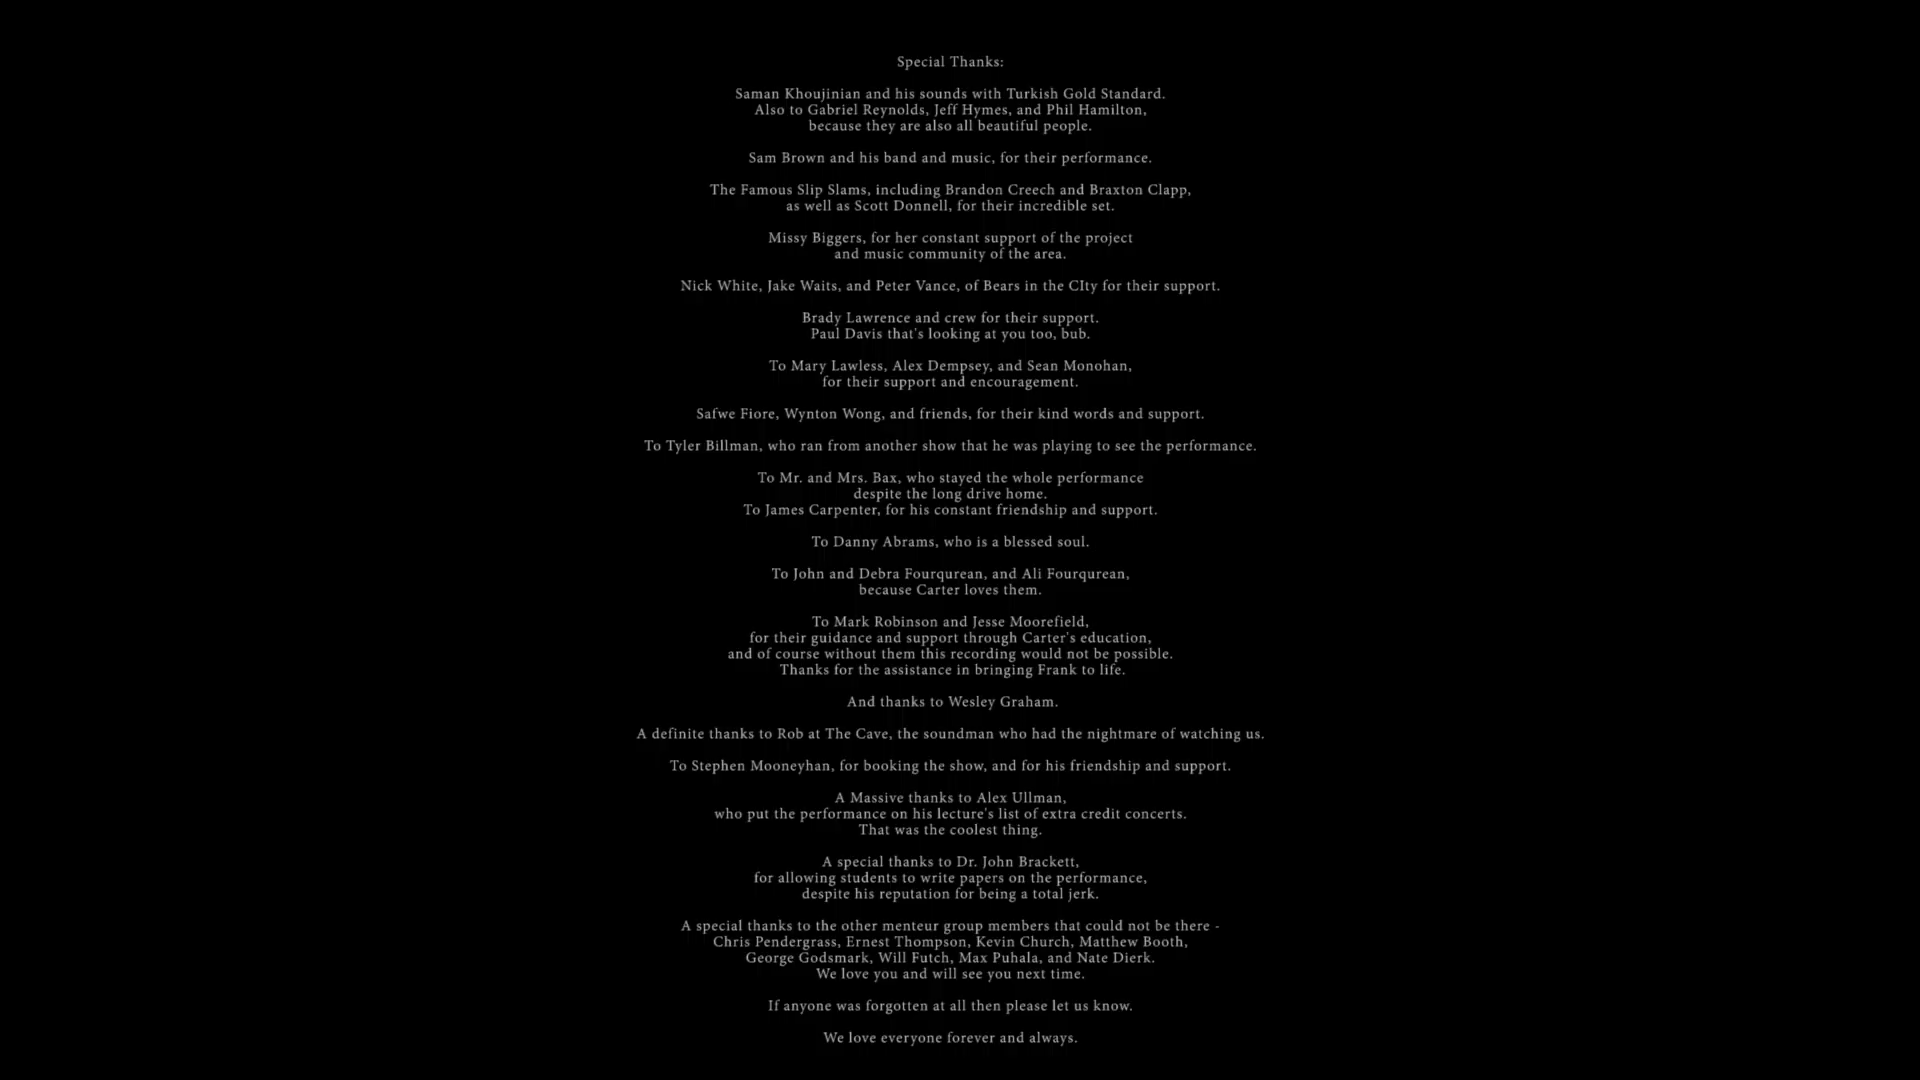 Special Thanks:
Saman Khoujinian and his sounds with Turkish Gold Standard.
Also to Gabriel Reynolds, Jeff Hymes, and Phil Hamilton,
because they are also all beautiful people.
Sam Brown and his band and music, for their performance.
The Famous Slip Slams, including Brandon Creech and Braxton Clapp,
as well as Scott Donnell, for their incredible set.
Missy Biggers, for her constant support of the project
and music community of the area.
Nick White, Jake Waits, and Peter Vance, of Bears in the CIty for their support.
Brady Lawrence and crew for their support.
Paul Davis that's looking at you too, bub.
To Mary Lawless, Alex Dempsey, and Sean Monohan,
for their support and encouragement.
Safwe Fiore, Wynton Wong, and friends, for their kind words and support.
To Tyler Billman, who ran from another show that he was playing to see the performance.
To Mr. and Mrs. Bax, who stayed the whole performance
despite the long drive home.
To James Carpenter, for his constant friendship and support.
To Danny Abrams, who is a blessed soul.
To John and Debra Fourqurean, and Ali Fourqurean,
because Carter loves them.
To Mark Robinson and Jesse Moorefield,
for their guidance and support through Carter's education,
and of course without them this recording would not be possible.
Thanks for the assistance in bringing Frank to life.
And thanks to Wesley Graham.
A definite thanks to Rob at The Cave, the soundman who had the nightmare of watching us.
To Stephen Mooneyhan, for booking the show, and for his friendship and support.
A Massive thanks to Alex Ullman,
who put the performance on his lecture's list of extra credit concerts.
That was the coolest thing.
A special thanks to Dr. John Brackett,
for allowing students to write papers on the performance,
despite his reputation for being a total jerk.
A special thanks to the other menteur group members that could not be there -
Chris Pendergrass, Ernest Thompson, Kevin Church, Matthew Booth,
George Godsmark, Will Futch, Max Puhala, and Nate Dierk.
We love you and will see you next time.
If anyone was forgotten at all then please let us know.
We love everyone forever and always.